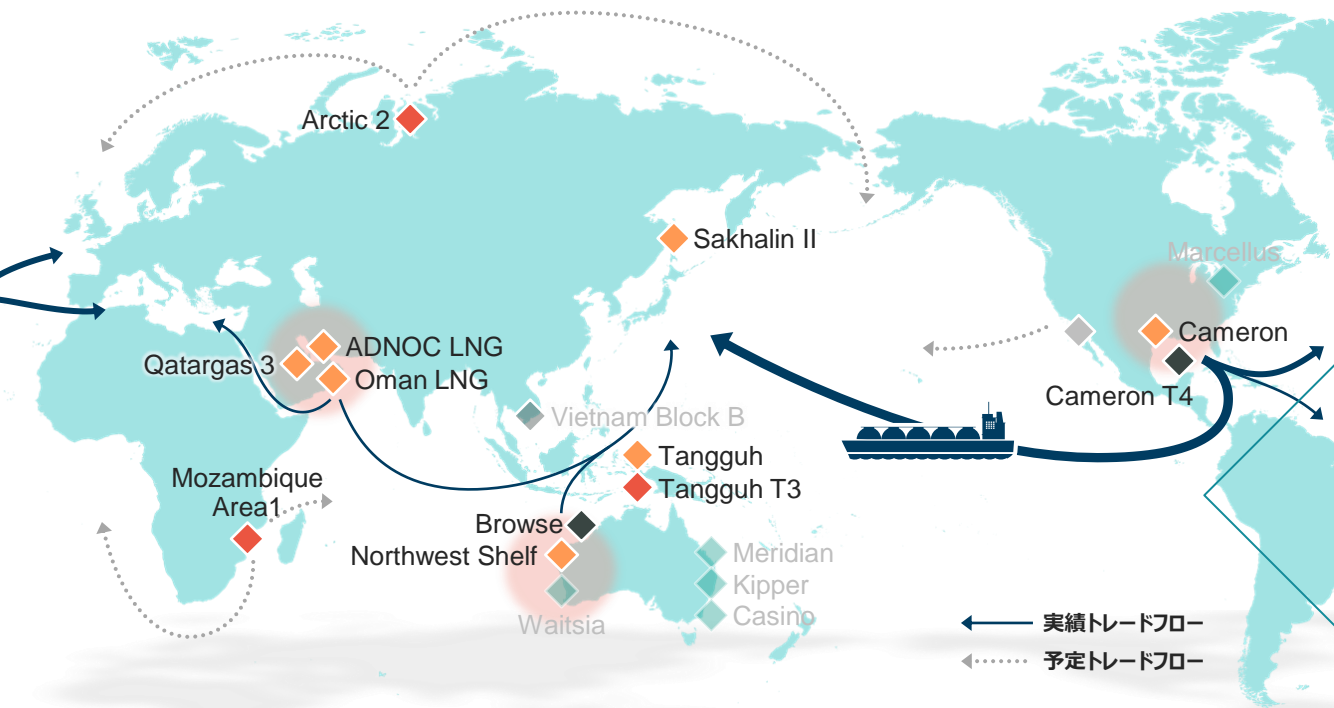 Arctic 2
Sakhalin II
Marcellus
ADNOC LNG
Qatargas 3
Oman LNG
Cameron
Cameron T4
Vietnam Block B
Tangguh
Tangguh T3
Mozambique
Area1
Browse
Northwest Shelf
Waitsia
Meridian
Kipper
Casino
実績トレードフロー
予定トレードフロー